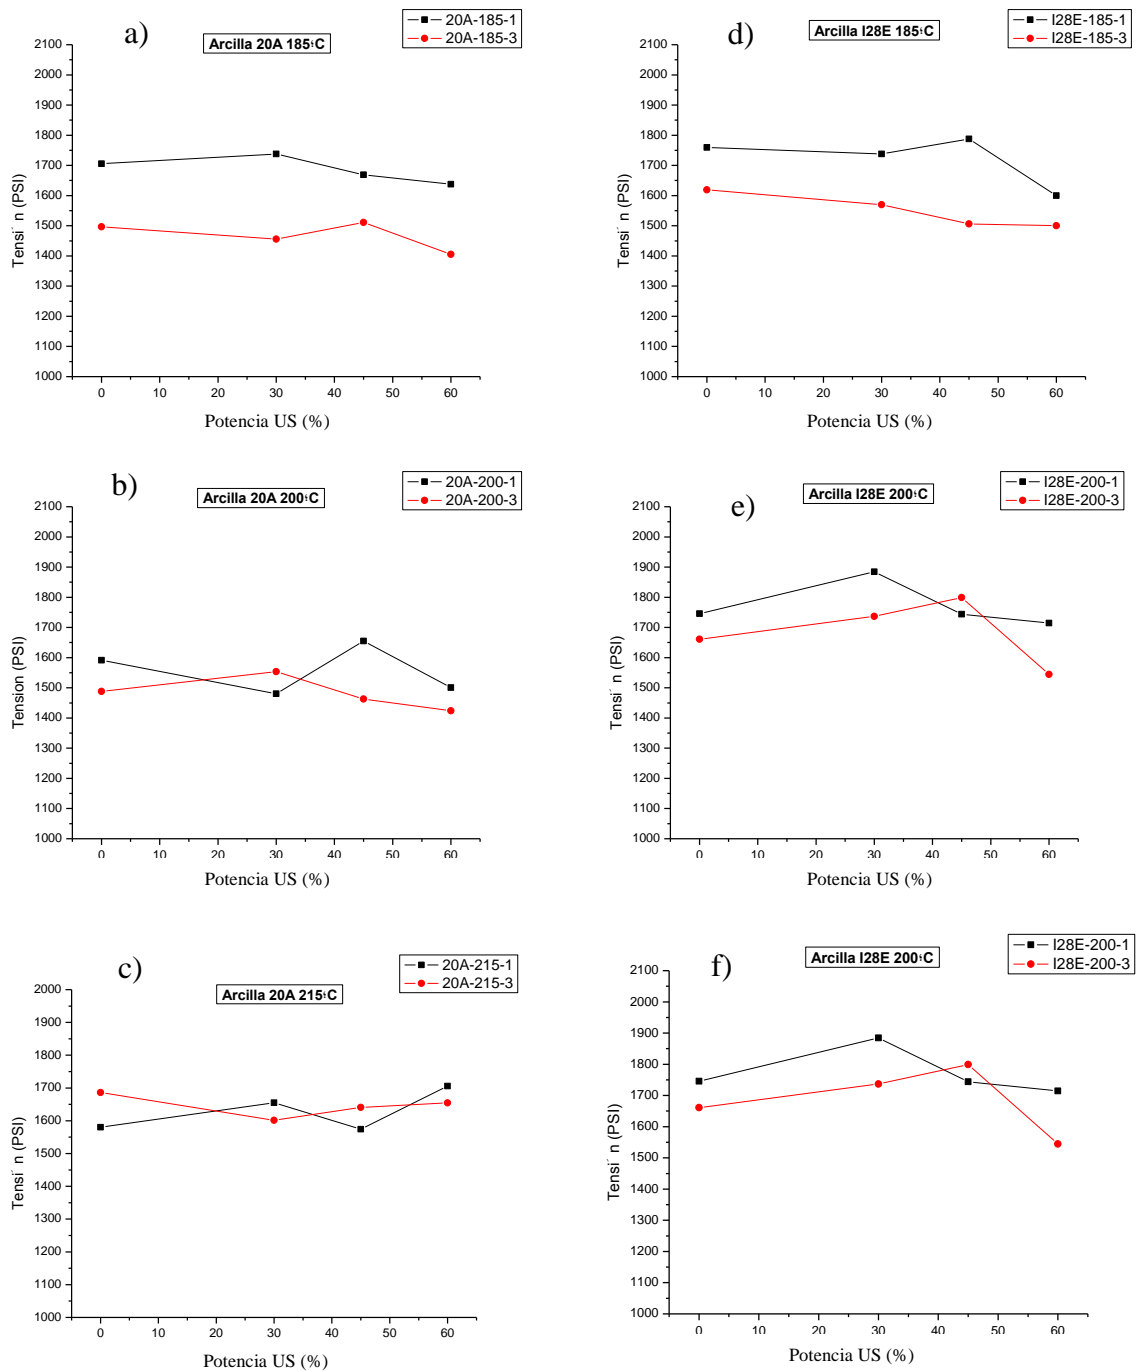 a)
Arcilla 20A 185°C
20A-185-1
20A-185-3
2100
2000
1900
1800
1700
1600
1500
1400
1300
1200
1100
1000
Tensi´ n (PSI)
0 10 20 30 40 50 60
Potencia US (%)
d)
Arcilla I28E 185°C
I28E-185-1
I28E-185-3
2100
2000
1900
1800
1700
1600
1500
1400
1300
1200
1100
1000
Tensi´ n (PSI)
0 10 20 30 40 50 60
Potencia US (%)
b)
Arcilla 20A 200°C
20A-200-1
20A-200-3
2100
2000
1900
1800
1700
1600
1500
1400
1300
1200
1100
1000
Tension (PSI)
0 10 20 30 40 50 60
Potencia US (%)
e)
Arcilla I28E 200°C
I28E-200-1
I28E-200-3
2100
2000
1900
1800
1700
1600
1500
1400
1300
1200
1100
1000
Tensi´ n (PSI)
0 10 20 30 40 50 60
Potencia US (%)
c)
Arcilla 20A 215°C
20A-215-1
20A-215-3
2000
1900
1800
1700
1600
1500
1400
1300
1200
1100
1000
Tensi´ n (PSI)
0 10 20 30 40 50 60
Potencia US (%)
f)
Arcilla I28E 200°C
I28E-200-1
I28E-200-3
2100
2000
1900
1800
1700
1600
1500
1400
1300
1200
1100
1000
Tensi´ n (PSI)
0 10 20 30 40 50 60
Potencia US (%)